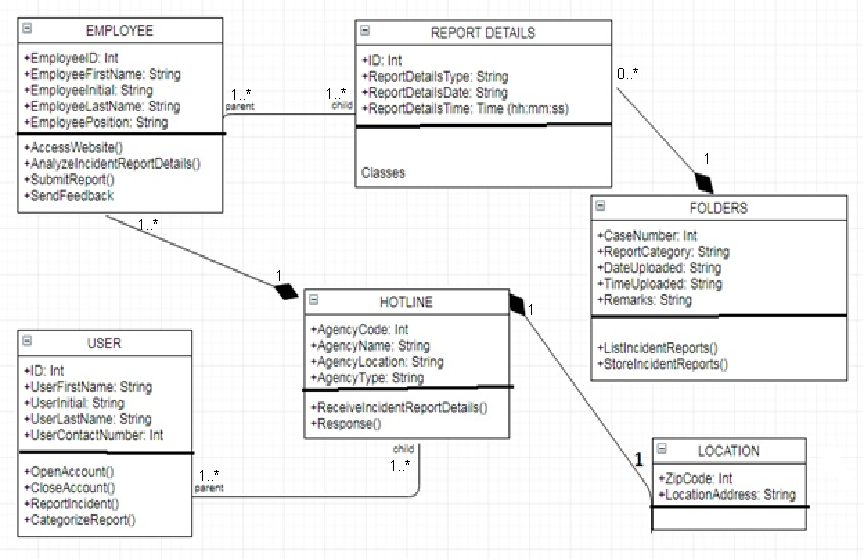 EMPLOYEE
+EmployeeID: Int
+EmployeeFirstName: String
+EmployeeInitial: String
+EmployeeLastName: String
+EmployeePosition: String
+AccessWebsite()
+AnalyzeIncidentReportDetails()
+SubmitReport()
+SendFeedback
1..*
parent
1..*
child
REPORT DETAILS
+ID: Int
+ReportDetailsType: String
+ReportDetailsDate: String
+ReportDetailsTime: Time (hh:mm:ss)
Classes
0..*
1
FOLDERS
+CaseNumber: Int
+ReportCategory: String
+DateUploaded: String
+TimeUploaded: String
+Remarks: String
+ListIncidentReports()
+StoreIncidentReports()
1..*
1
HOTLINE
+AgencyCode: Int
+AgencyName: String
+AgencyLocation: String
+AgencyType: String
+ReceiveIncidentReportDetails()
+Response()
1
1
child
1..*
USER
+ID: Int
+UserFirstName: String
+UserInitial: String
+UserLastName: String
+UserContactNumber: Int
+OpenAccount()
+CloseAccount()
+ReportIncident()
+CategorizeReport()
1..*
parent
LOCATION
+ZipCode: Int
+LocationAddress: String